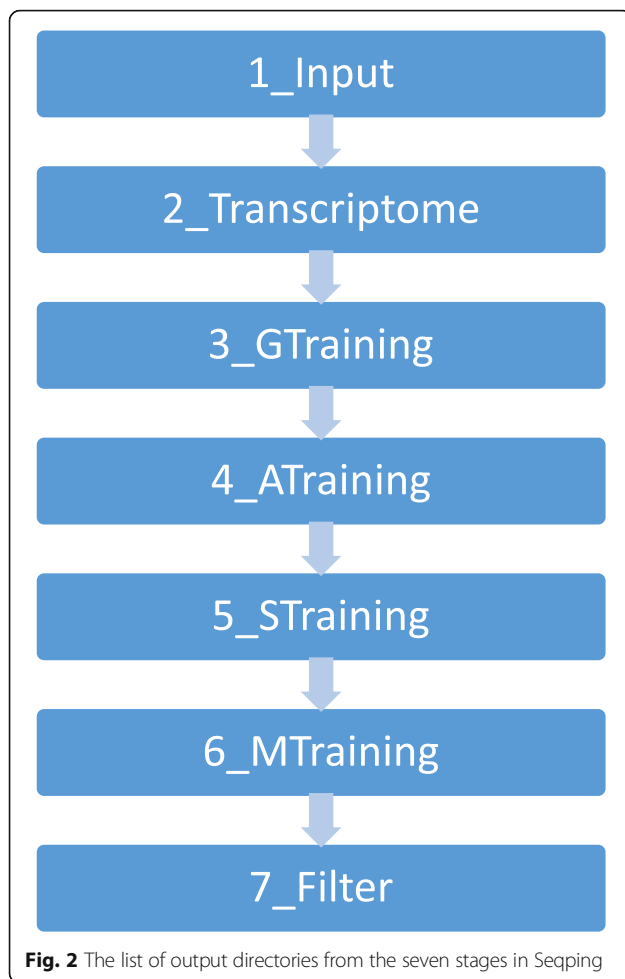 1_Input
2_Transcriptome
3_GTraining
4_ATraining
5_STraining
6_MTraining
7_Filter
Fig. 2 The list of output directories from the seven stages in Seqping